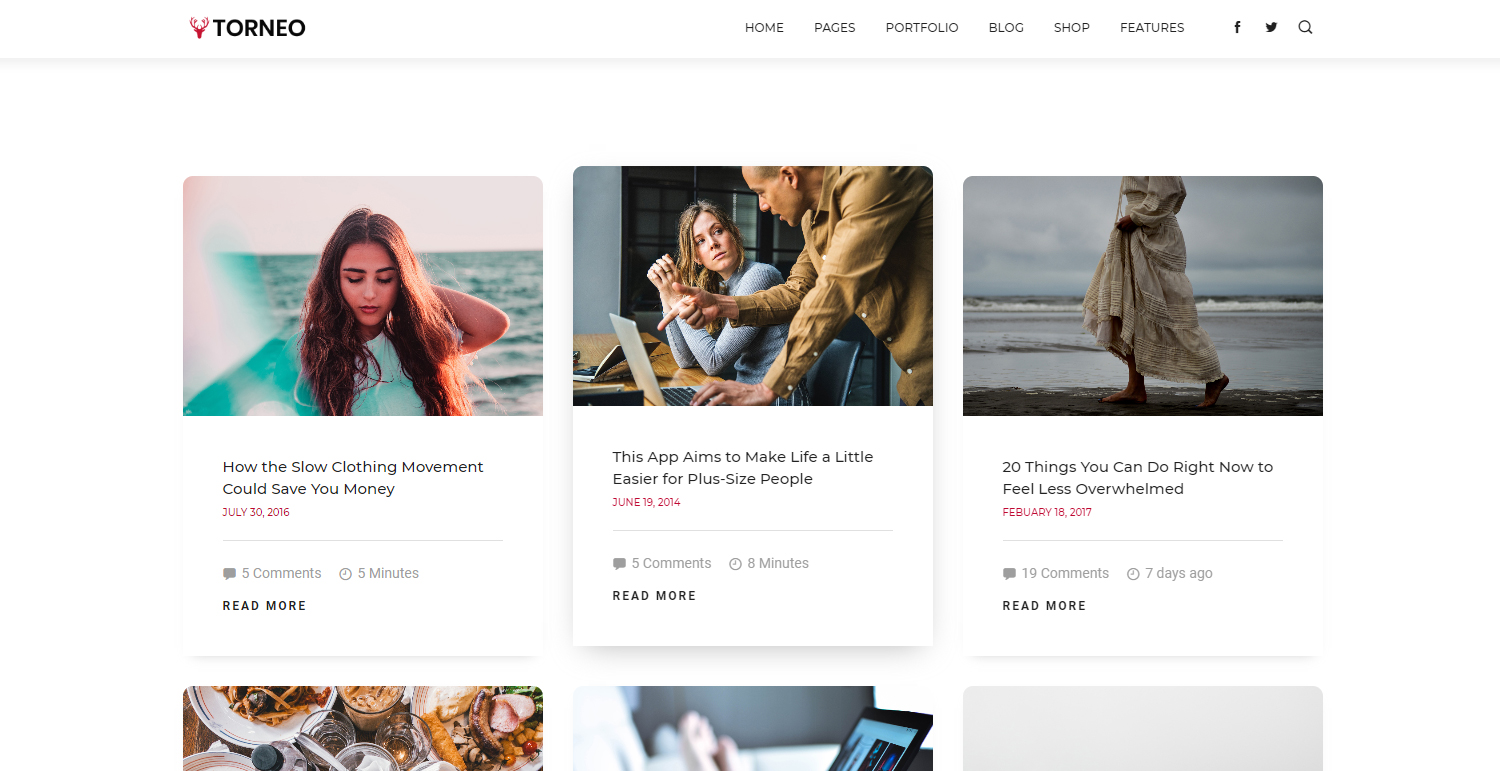 TORNEO
HOME PAGES PORTFOLIO BLOG SHOP FEATURES
How the Slow Clothing Movement
Could Save You Money
JULY 30, 2016
5 Comments 5 Minutes
READ MORE
This App Aims to Make Life a Little
Easier for Plus-Size People
JUNE 19, 2014
5 Comments 8 Minutes
READ MORE
20 Things You Can Do Right Now to
Feel Less Overwhelmed
FEBUARY 18, 2017
19 Comments 7 days ago
READ MORE